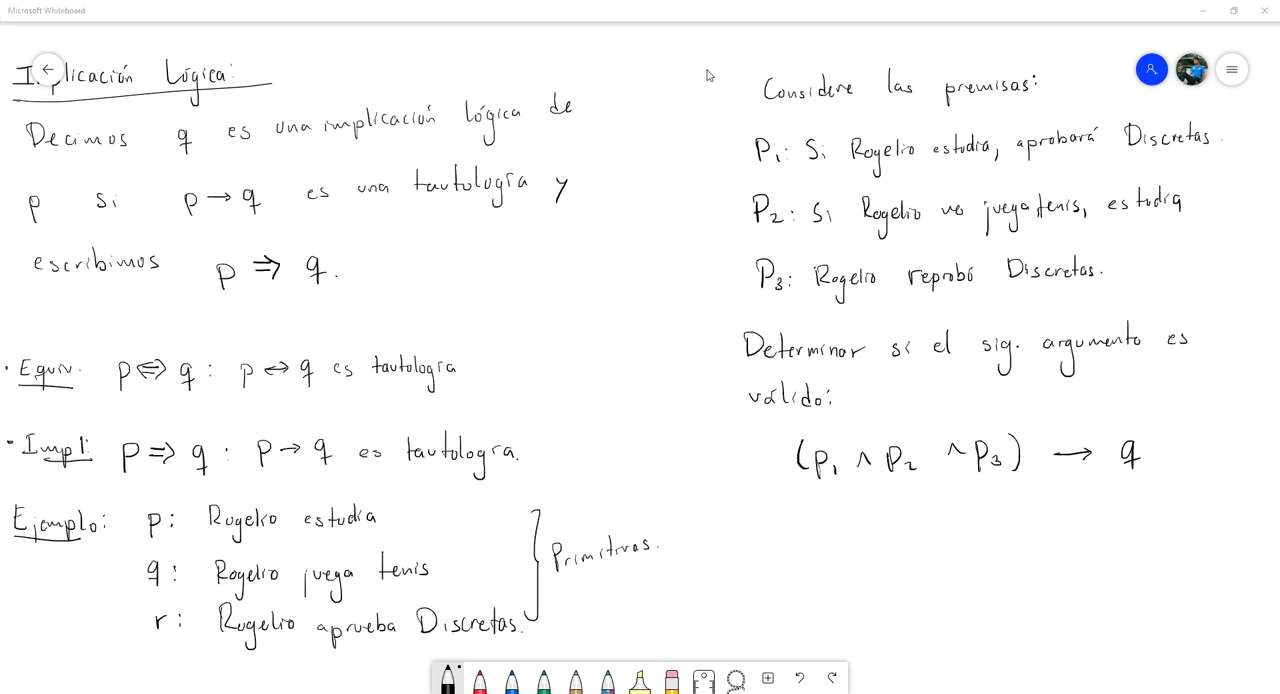 Microsoft Whiteboard
Implicación Lógica:
Decimos q es una implicación lógica de
p si p → q es una tautología y
escribimos p ⇒ q.
• Equiv. p ⇔ q : p ↔ q es tautología
• Impl: p ⇒ q : p → q es tautología.
Ejemplo: p: Rogelio estudia
q: Rogelio juega tenis
r: Rogelio aprueba Discretas.
Primitivas.
Considere las premisas:
P₁: Si Rogelio estudia, aprobará Discretas.
P₂: Si Rogelio no juega tenis, estudia
P₃: Rogelio reprobó Discretas.
Determinar si el sig. argumento es
válido:
(p₁ ∧ p₂ ∧ p₃) → q